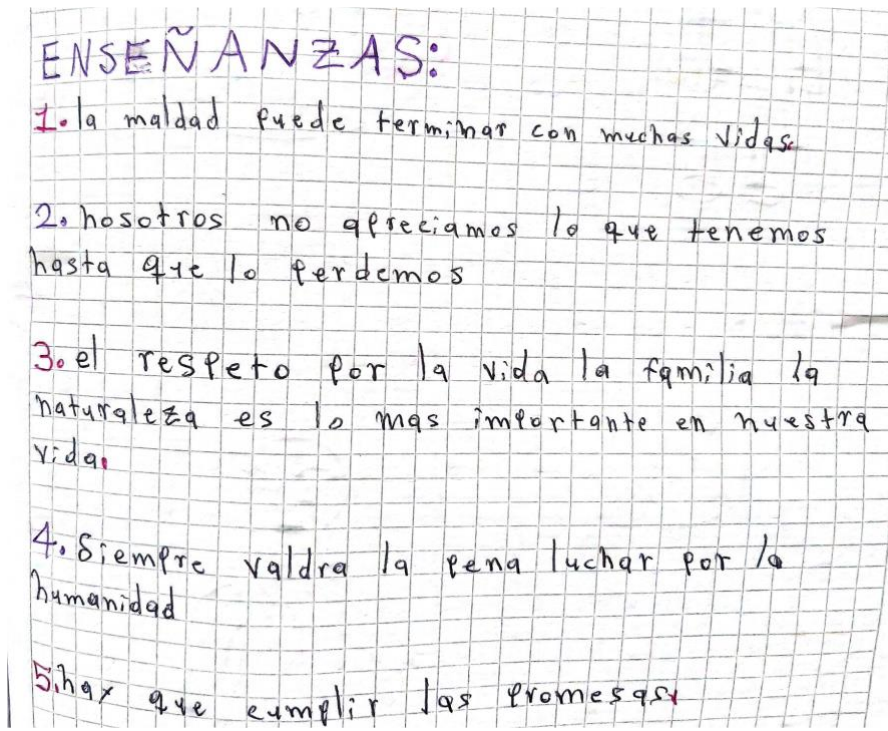 ENSEÑANZAS:
1. la maldad puede terminar con muchas vidas.
2. nosotros no apreciamos lo que tenemos
hasta que lo perdemos
3. el respeto por la vida la familia la
naturaleza es lo mas importante en nuestra
vida.
4. Siempre valdra la pena luchar por la
humanidad
5. hay que cumplir las promesas.